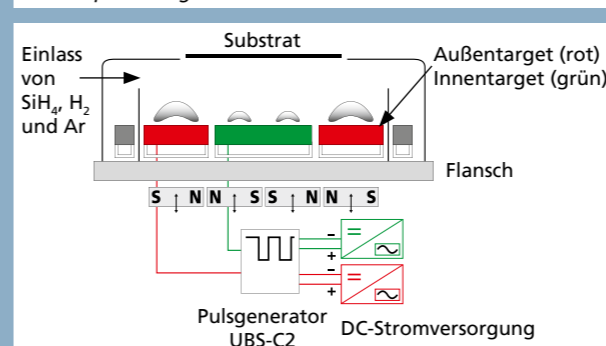 Substrat
Einlass
von
SiH₄, H₂
und Ar
Außentarget (rot)
Innentarget (grün)
Flansch
S N N S S N N S
–
+
–
+
Pulsgenerator
UBS-C2
DC-Stromversorgung